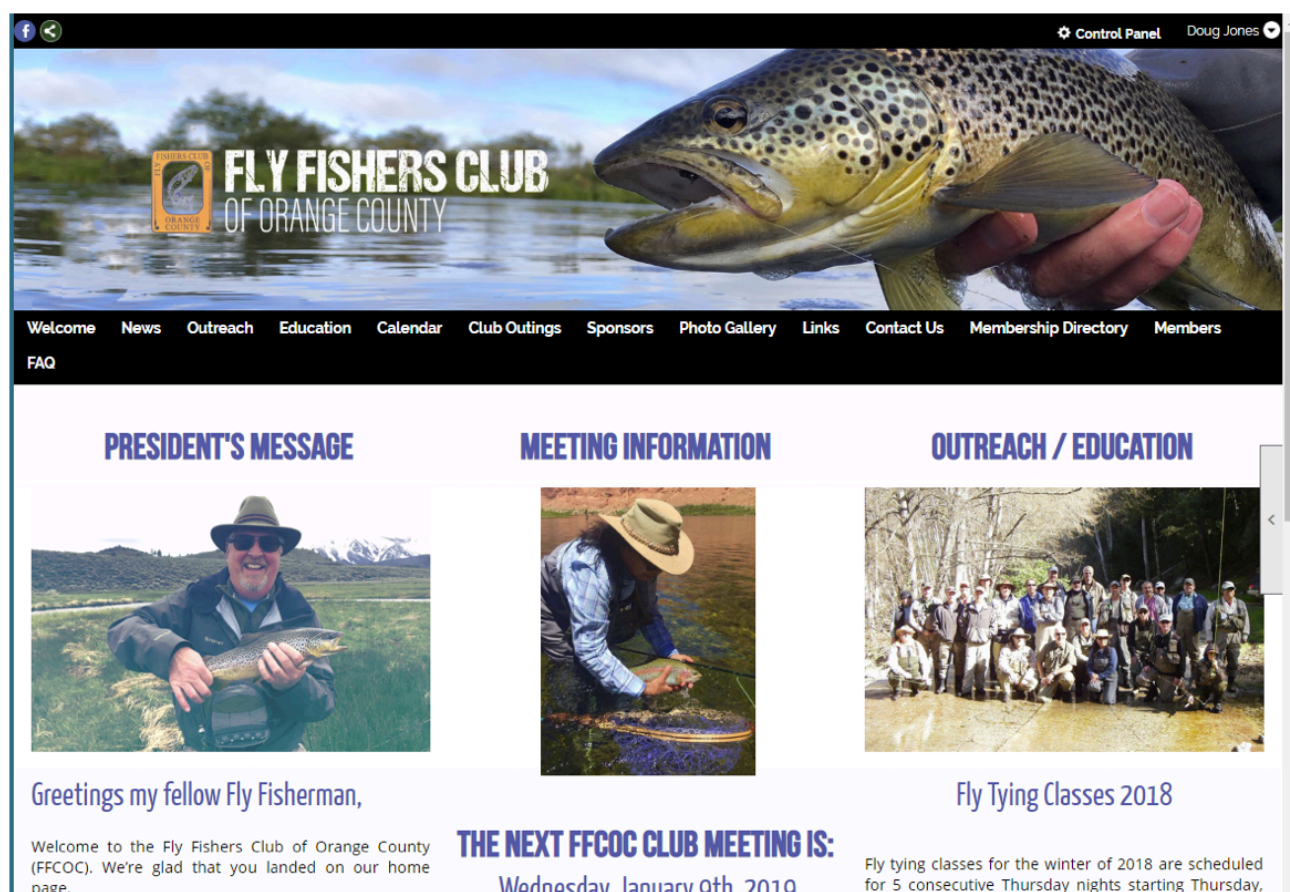 Control Panel
Doug Jones
FISHERS CLUB
FLY
OF
ORANGE
COUNTY
FLY FISHERS CLUB
OF ORANGE COUNTY
Welcome News Outreach Education Calendar Club Outings Sponsors Photo Gallery Links Contact Us Membership Directory Members
FAQ
PRESIDENT'S MESSAGE
Greetings my fellow Fly Fisherman,
Welcome to the Fly Fishers Club of Orange County
(FFCOC). We're glad that you landed on our home
page.
MEETING INFORMATION
THE NEXT FFCOC CLUB MEETING IS:
Wednesday, January 9th, 2019
OUTREACH / EDUCATION
Fly Tying Classes 2018
Fly tying classes for the winter of 2018 are scheduled
for 5 consecutive Thursday nights starting Thursday,